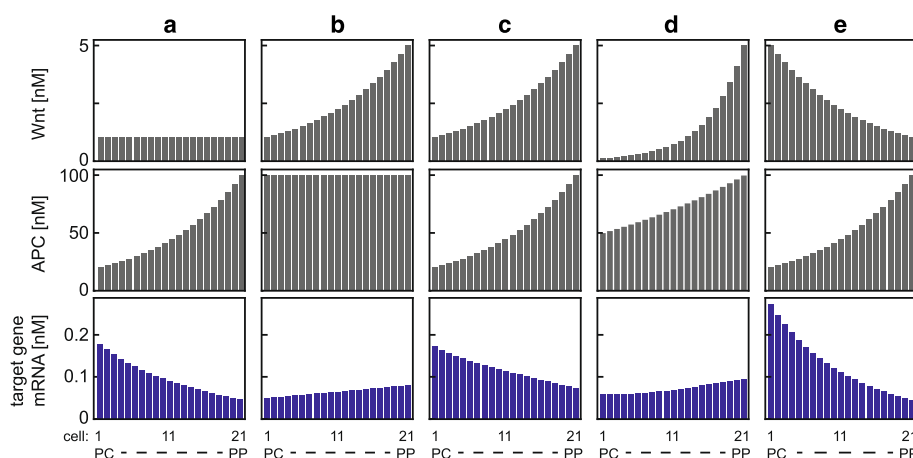 a b c d e
Wnt [nM]
5
0
APC [nM]
100
50
0
target gene
mRNA [nM]
0.2
0.1
0
cell: 1 11 21 1 11 21 1 11 21 1 11 21 1 11 21
PC PP PC PP PC PP PC PP PC PP